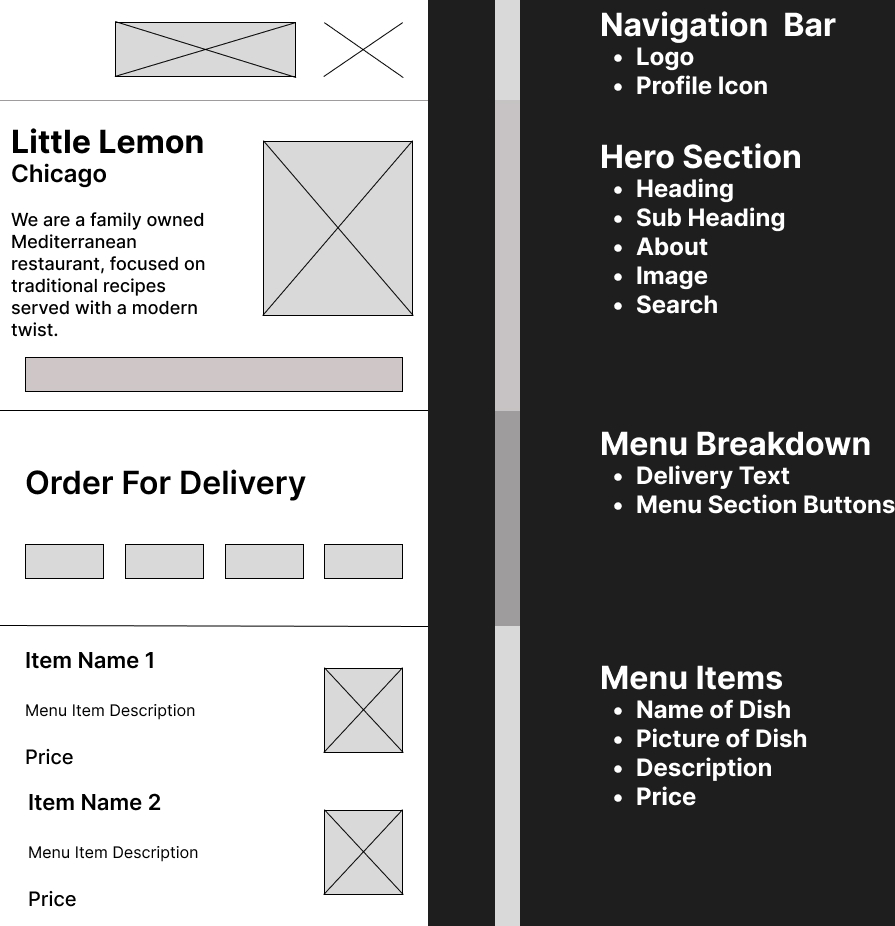 Little Lemon
Chicago
We are a family owned
Mediterranean
restaurant, focused on
traditional recipes
served with a modern
twist.
Order For Delivery
Item Name 1
Menu Item Description
Price
Item Name 2
Menu Item Description
Price
Navigation  Bar
• Logo
• Profile Icon
Hero Section
• Heading
• Sub Heading
• About
• Image
• Search
Menu Breakdown
• Delivery Text
• Menu Section Buttons
Menu Items
• Name of Dish
• Picture of Dish
• Description
• Price